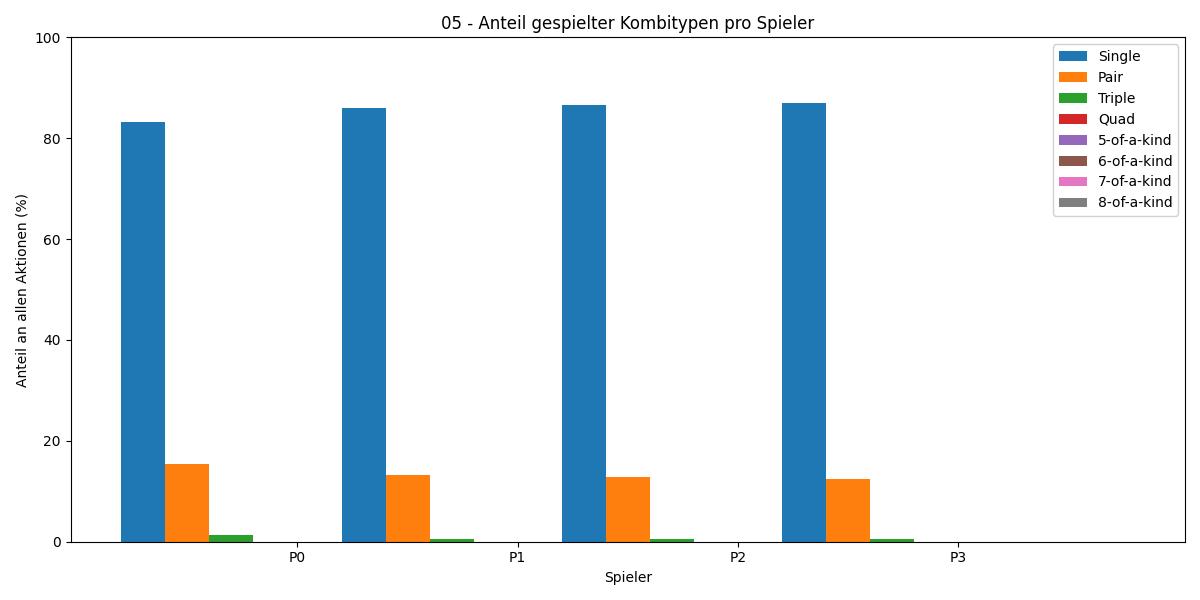 05 - Anteil gespielter Kombitypen pro Spieler
Anteil an allen Aktionen (%)
100
80
60
40
20
0
Single
Pair
Triple
Quad
5-of-a-kind
6-of-a-kind
7-of-a-kind
8-of-a-kind
P0 P1 P2 P3
Spieler